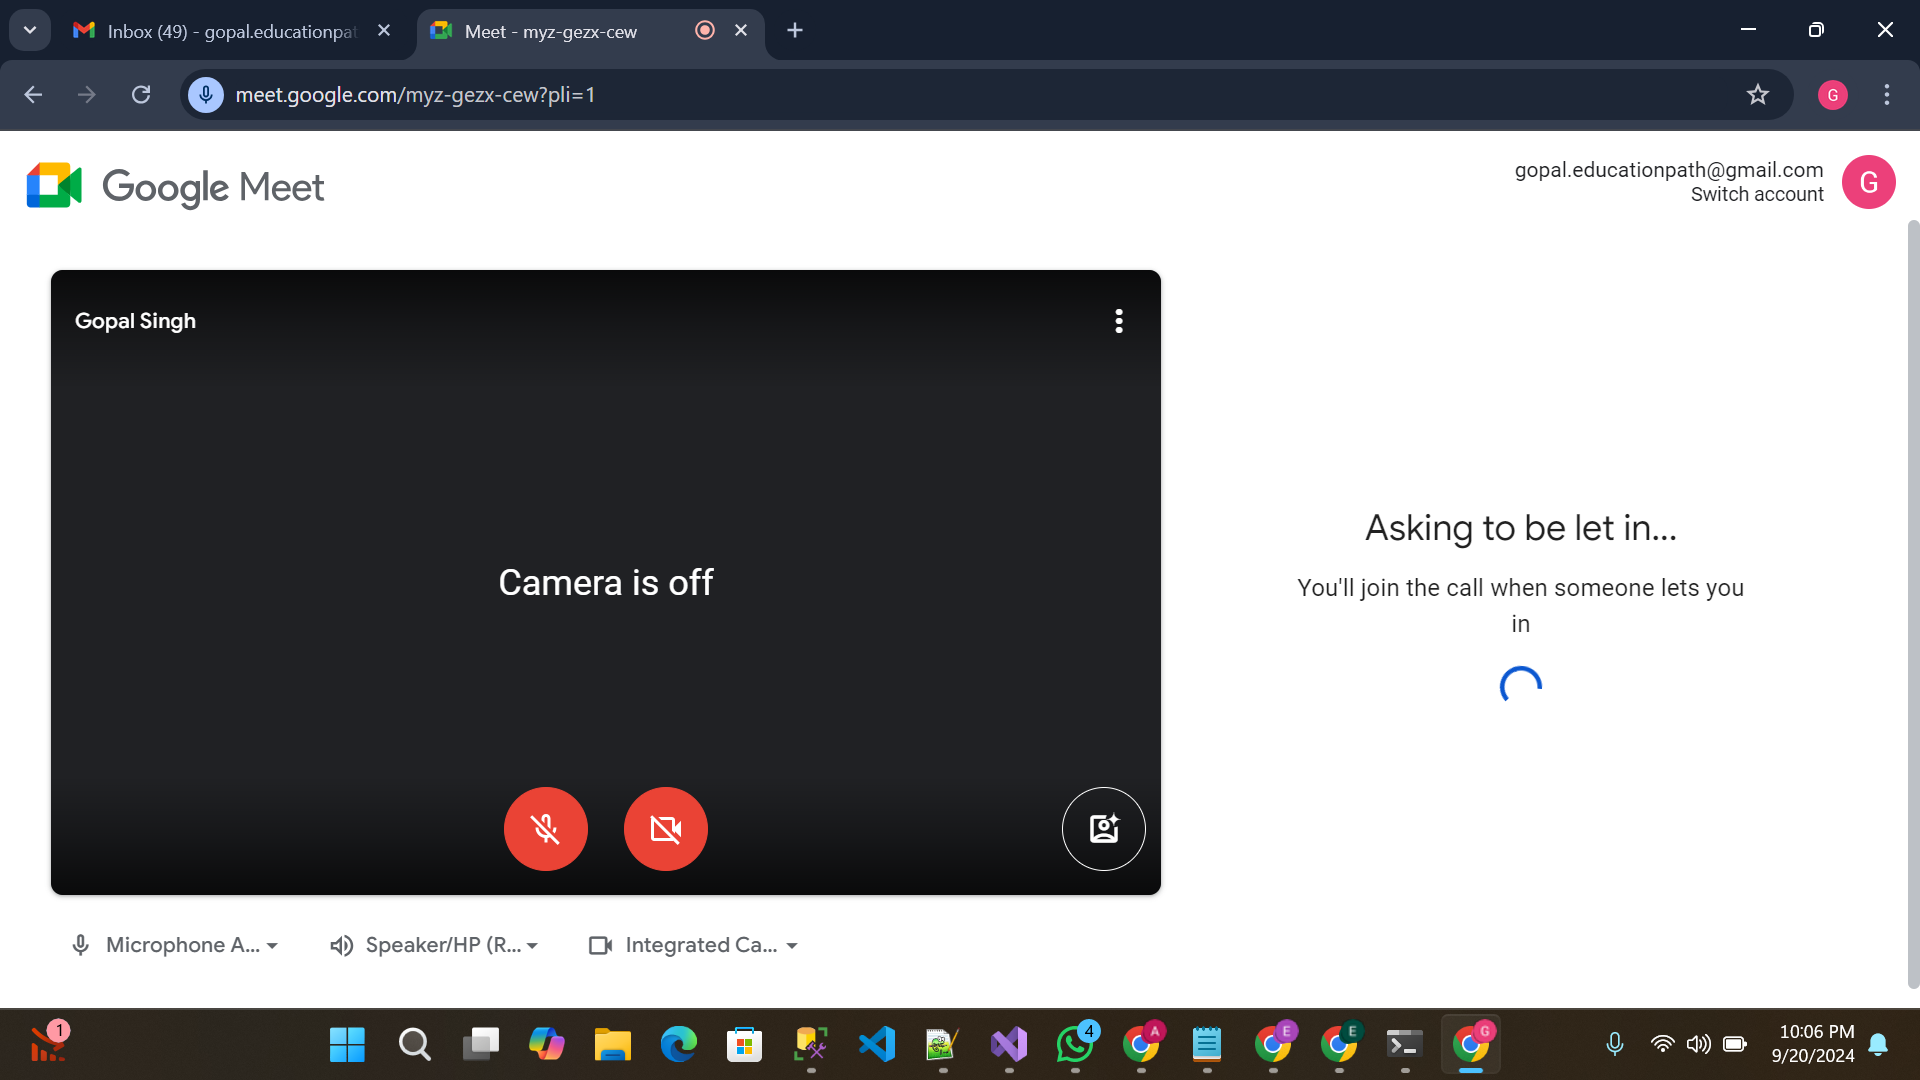 Inbox (49) - gopal.educationpat
Meet - myz-gezx-cew
meet.google.com/myz-gezx-cew?pli=1
G
Google Meet
gopal.educationpath@gmail.com
Switch account
G
Gopal Singh
Camera is off
Asking to be let in...
You'll join the call when someone lets you
in
Microphone A...
Speaker/HP (R...
Integrated Ca...
1
4
A
E
E
G
10:06 PM
9/20/2024